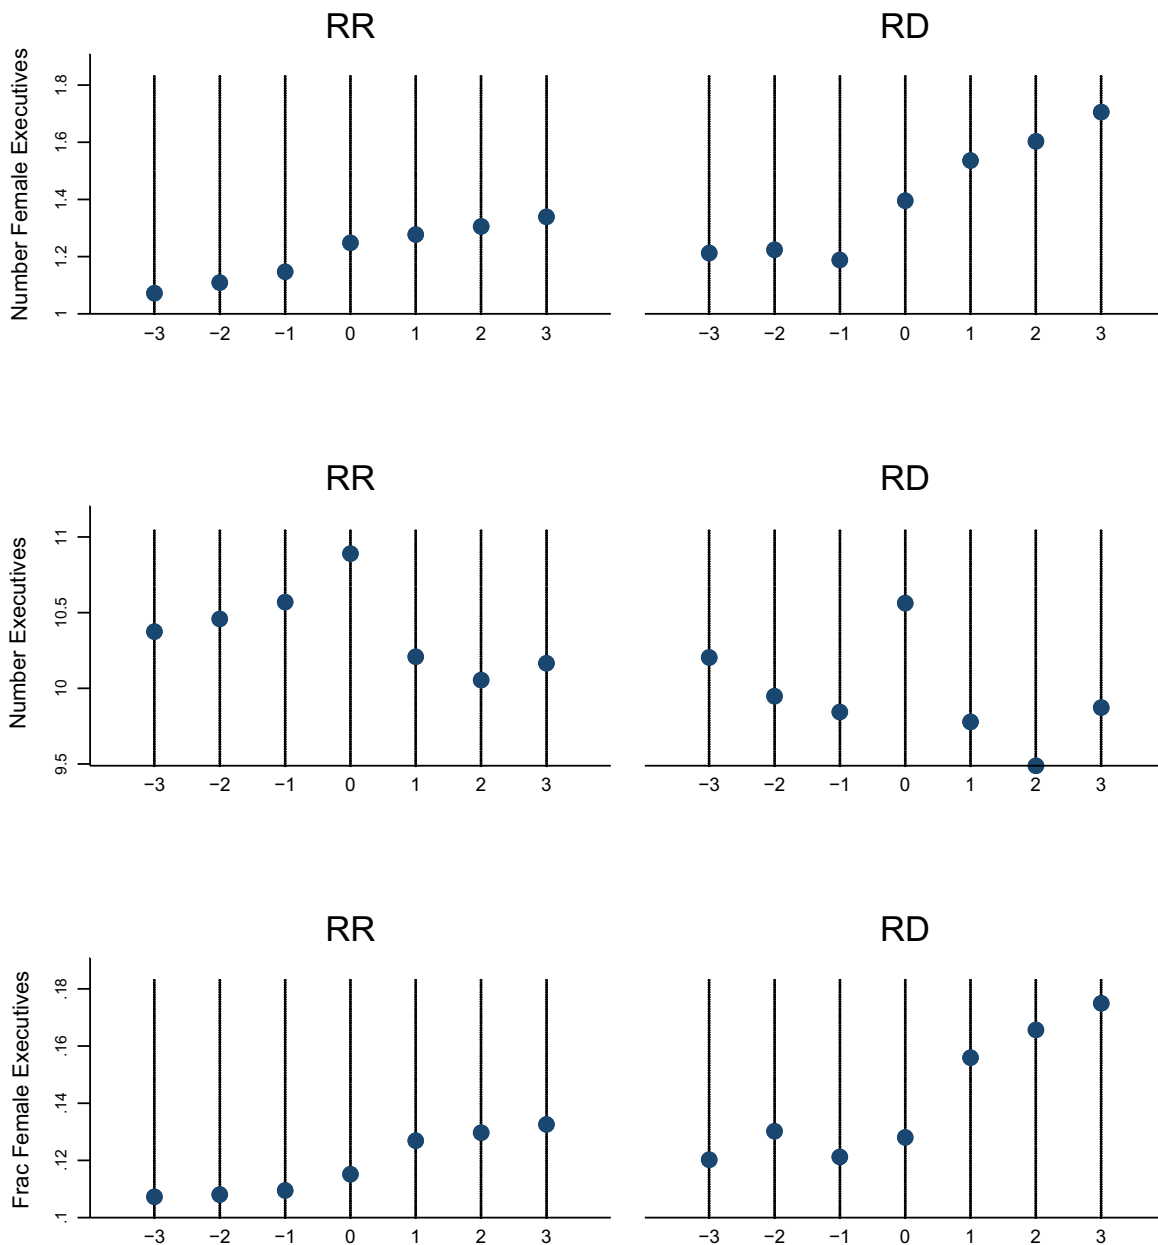 RR
RD
Number Female Executives
1.8
1.6
1.4
1.2
1
−3 −2 −1 0 1 2 3
−3 −2 −1 0 1 2 3
RR
RD
Number Executives
11
10.5
10
9.5
−3 −2 −1 0 1 2 3
−3 −2 −1 0 1 2 3
RR
RD
Frac Female Executives
.18
.16
.14
.12
.1
−3 −2 −1 0 1 2 3
−3 −2 −1 0 1 2 3